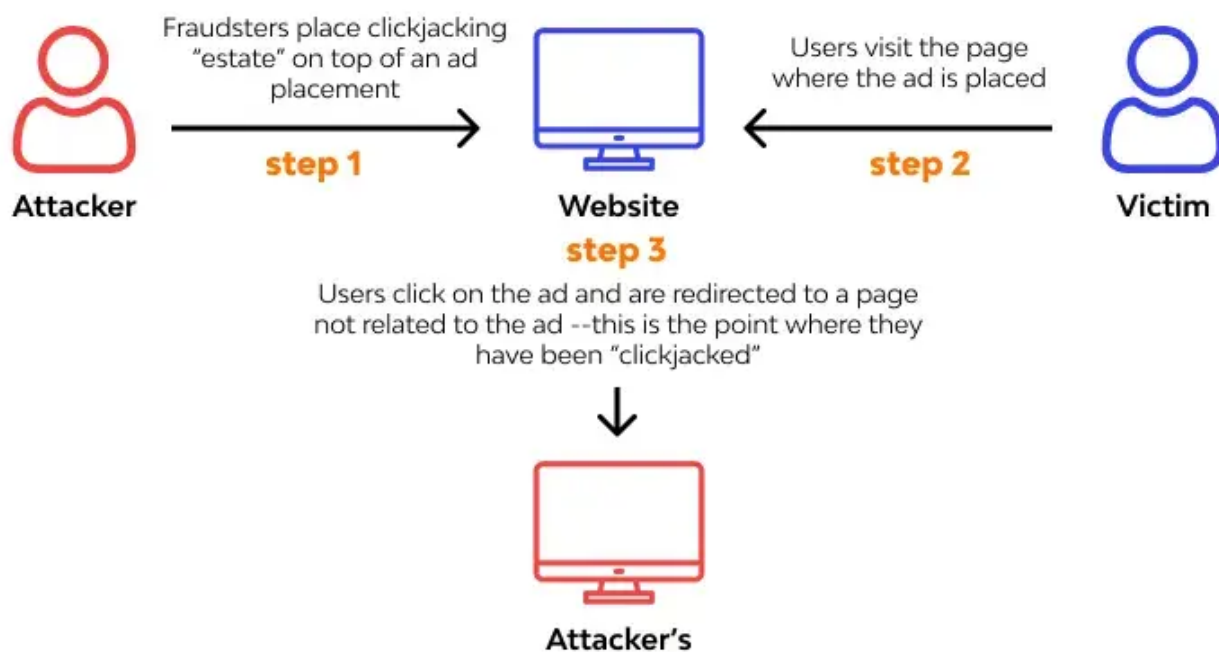 Fraudsters place clickjacking
“estate” on top of an ad
placement
step 1
Attacker
Website
Users visit the page
where the ad is placed
step 2
Victim
step 3
Users click on the ad and are redirected to a page
not related to the ad --this is the point where they
have been “clickjacked”
Attacker's